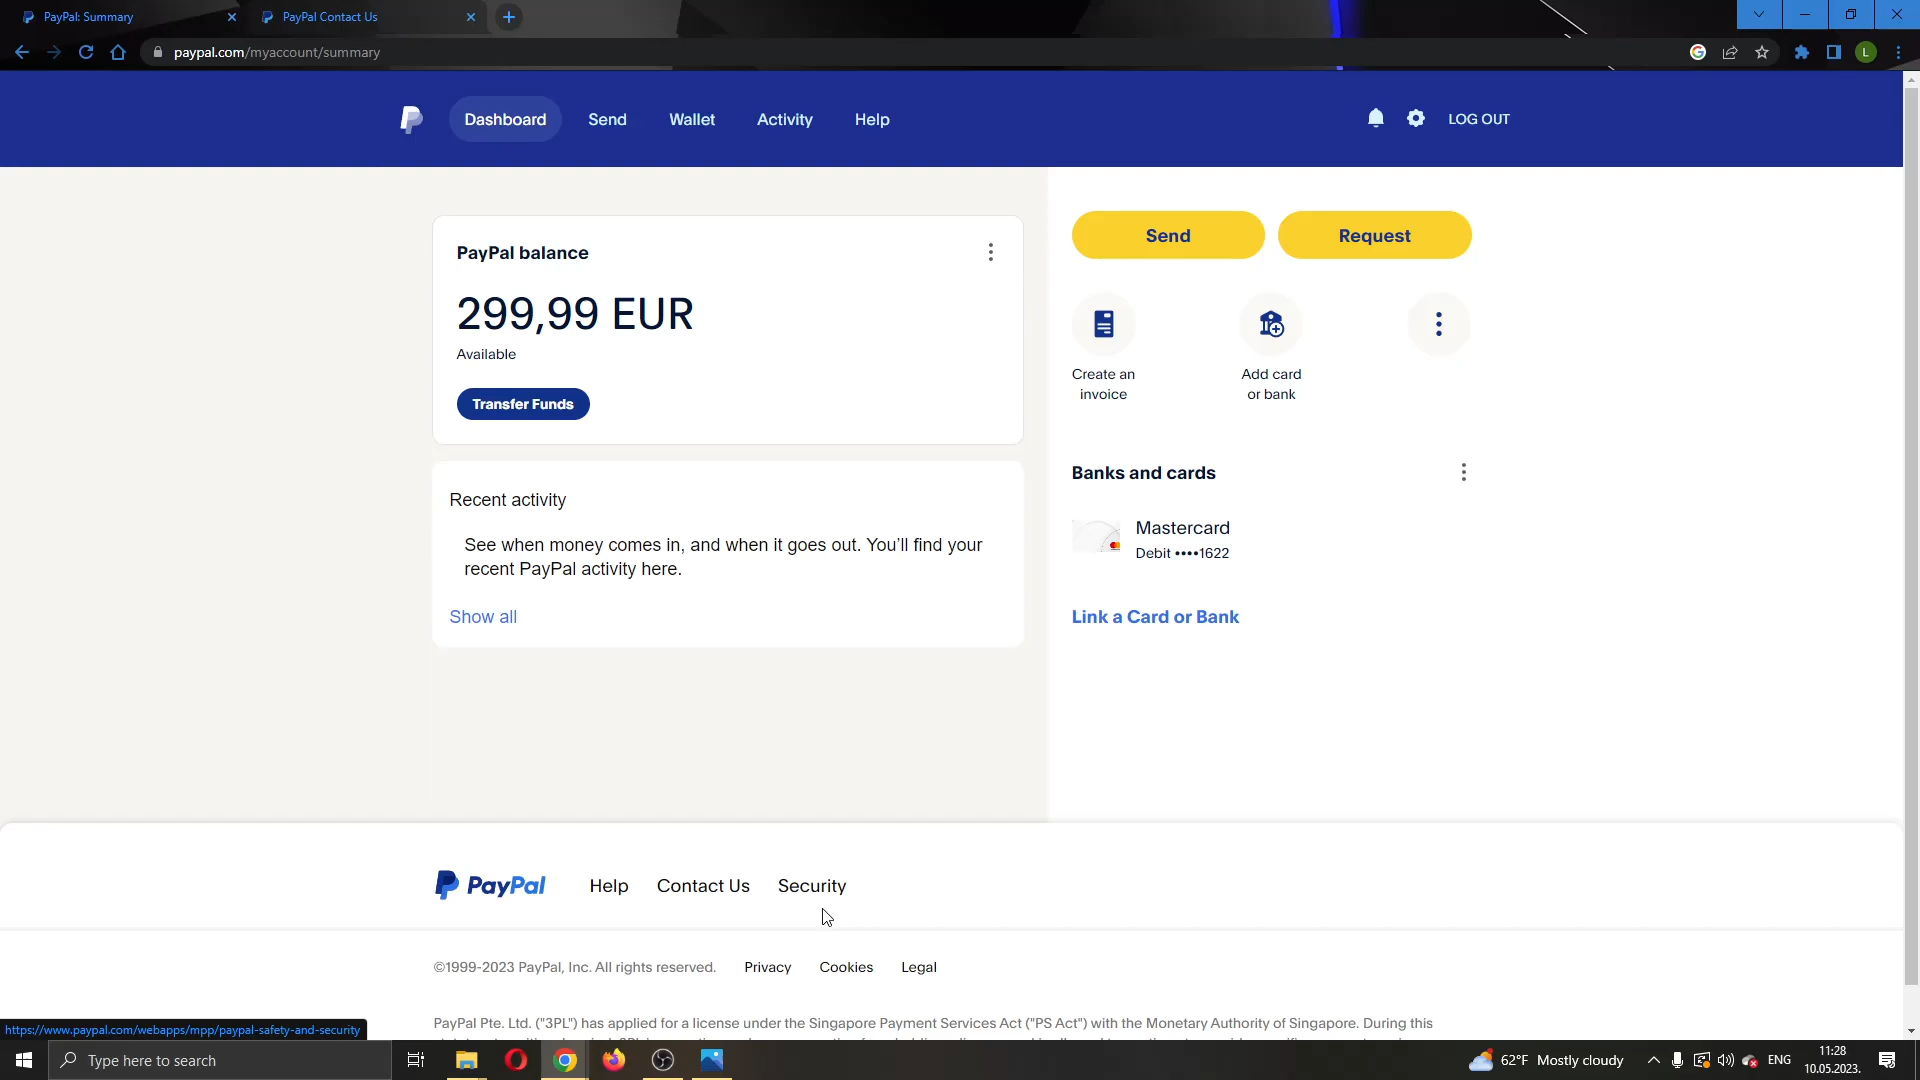 PayPal: Summary
PayPal Contact Us
paypal.com/myaccount/summary
L
Dashboard
Send
Wallet
Activity
Help
LOG OUT
PayPal balance
299,99 EUR
Available
Transfer Funds
Send
Request
Create an
invoice
Add card
or bank
Recent activity
See when money comes in, and when it goes out. You’ll find your
recent PayPal activity here.
Show all
Banks and cards
Mastercard
Debit ••••1622
Link a Card or Bank
PayPal
Help
Contact Us
Security
©1999-2023 PayPal, Inc. All rights reserved.
Privacy
Cookies
Legal
PayPal Pte. Ltd. ("3PL") has applied for a license under the Singapore Payment Services Act ("PS Act") with the Monetary Authority of Singapore. During this
https://www.paypal.com/webapps/mpp/paypal-safety-and-security
Type here to search
62°F Mostly cloudy
ENG
11:28
10.05.2023.